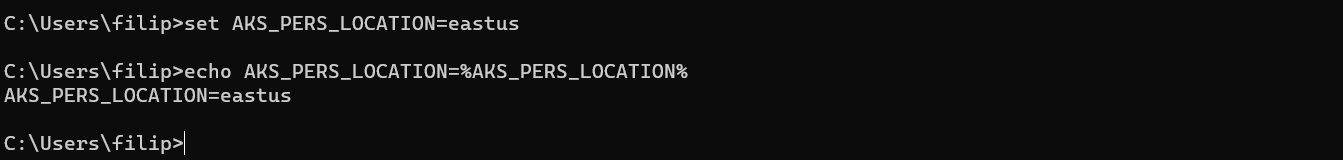 C:\Users\filip>set AKS_PERS_LOCATION=eastus
C:\Users\filip>echo AKS_PERS_LOCATION=%AKS_PERS_LOCATION%
AKS_PERS_LOCATION=eastus
C:\Users\filip>